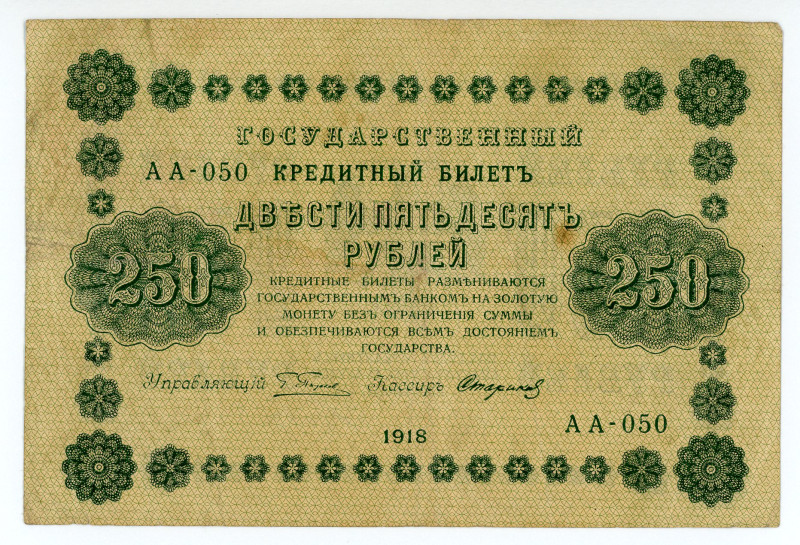 ГОСУДАРСТВЕННЫЙ
АА-050 КРЕДИТНЫЙ БИЛЕТЪ
ДВѢСТИ ПЯТЬДЕСЯТЪ
РУБЛЕЙ
250 250
КРЕДИТНЫЕ БИЛЕТЫ РАЗМѢНИВАЮТСЯ
ГОСУДАРСТВЕННЫМЪ БАНКОМЪ НА ЗОЛОТУЮ
МОНЕТУ БЕЗЪ ОГРАНИЧЕНІЯ СУММЫ
И ОБЕЗПЕЧИВАЮТСЯ ВСѢМЪ ДОСТОЯНІЕМЪ
ГОСУДАРСТВА.
Управляющій Кассиръ Стариков
1918
АА-050